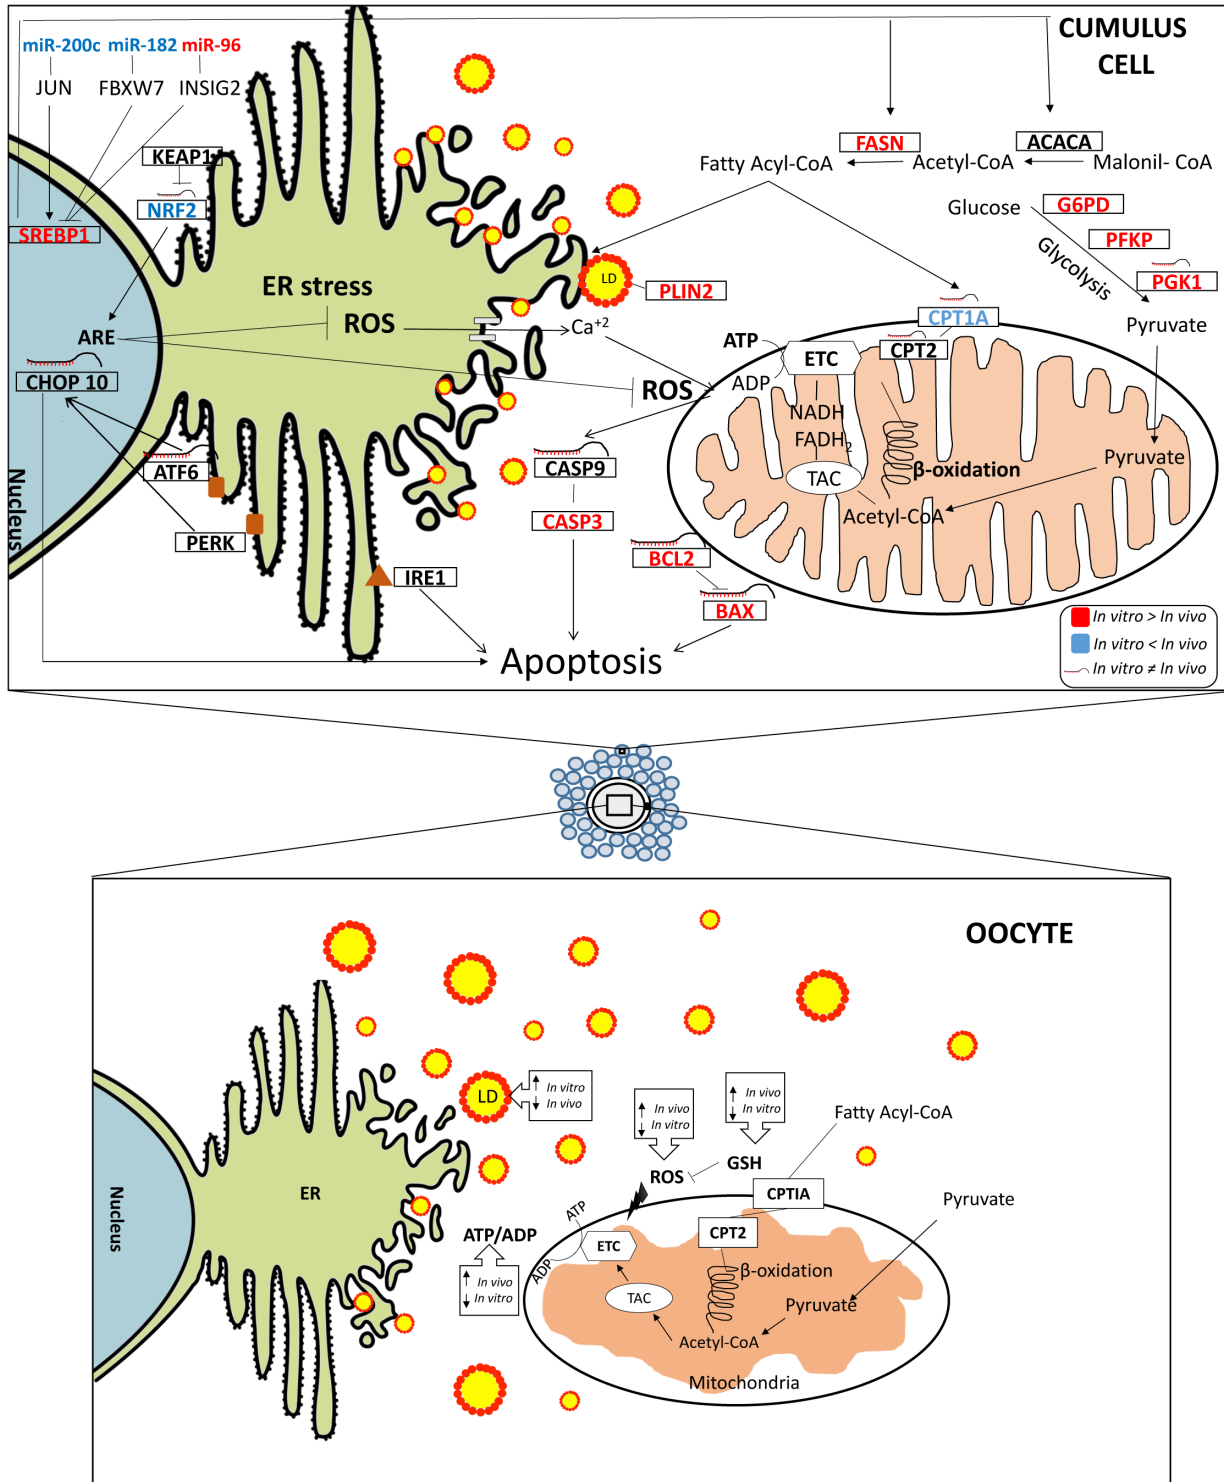 CUMULUS
CELL
miR-200c miR-182 miR-96
JUN FBXW7 INSIG2
KEAP1
NRF2
SREBP1
FASN
ACACA
Fatty Acyl-CoA
Acetyl-CoA
Malonil- CoA
Glucose
G6PD
PFKP
PGK1
Glycolysis
Pyruvate
ER stress
ROS
LD
PLIN2
Ca+2
ARE
CHOP 10
CPT1A
CPT2
ATP
ADP
ETC
ROS
NADH
FADH2
TAC
β-oxidation
Pyruvate
Acetyl-CoA
ATF6
PERK
IRE1
Nucleus
CASP9
CASP3
BCL2
BAX
Apoptosis
In vitro > In vivo
In vitro < In vivo
In vitro ≠ In vivo
OOCYTE
LD
In vitro
In vivo
In vivo
In vitro
In vivo
In vitro
Fatty Acyl-CoA
ROS
GSH
CPTIA
CPT2
Pyruvate
Nucleus
ER
ATP/ADP
In vivo
In vitro
ATP
ADP
ETC
TAC
β-oxidation
Pyruvate
Acetyl-CoA
Mitochondria